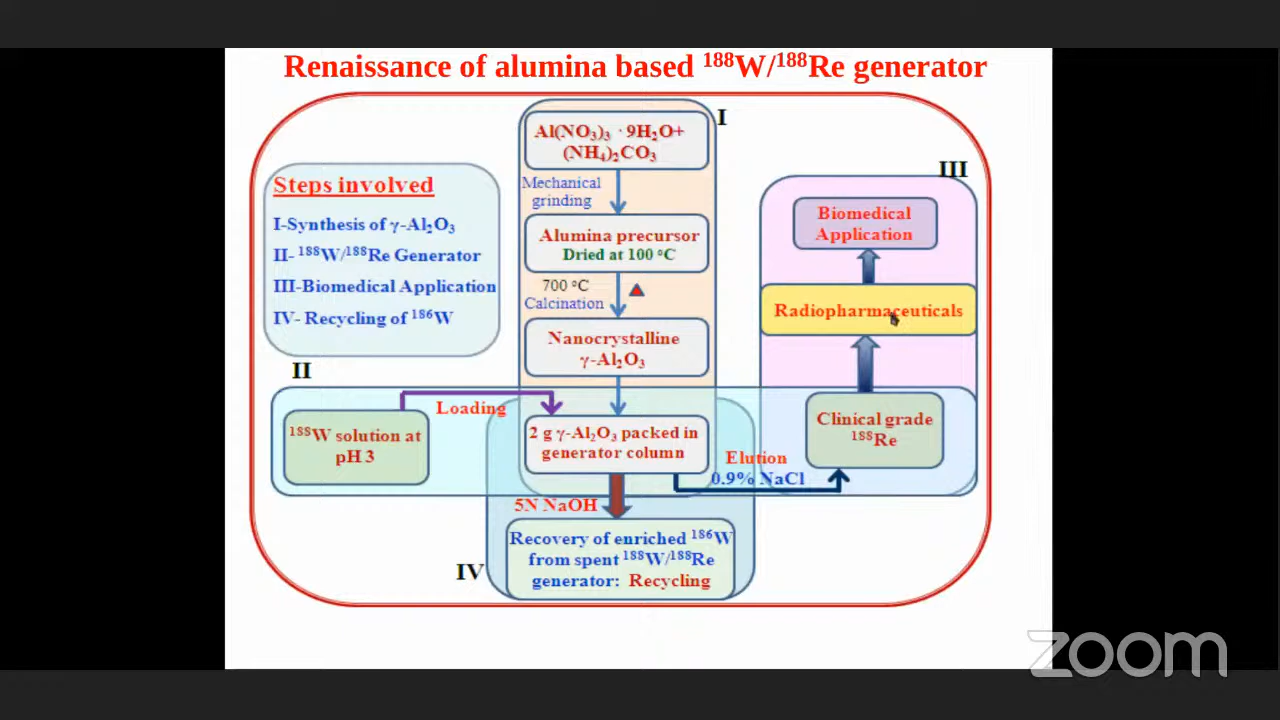 Renaissance of alumina based ¹⁸⁸W/¹⁸⁸Re generator
Steps involved
I-Synthesis of γ-Al₂O₃
II- ¹⁸⁸W/¹⁸⁸Re Generator
III-Biomedical Application
IV- Recycling of ¹⁸⁶W
I
Al(NO₃)₃ ·9H₂O+
(NH₄)₂CO₃
Mechanical
grinding
Alumina precursor
Dried at 100 °C
700 °C
Calcination
Nanocrystalline
γ-Al₂O₃
II
¹⁸⁸W solution at
pH 3
Loading
2 g γ-Al₂O₃ packed in
generator column
Elution
0.9% NaCl
III
Biomedical
Application
Radiopharmaceuticals
Clinical grade
¹⁸⁸Re
IV
5N NaOH
Recovery of enriched ¹⁸⁶W
from spent ¹⁸⁸W/¹⁸⁸Re
generator: Recycling
zoom